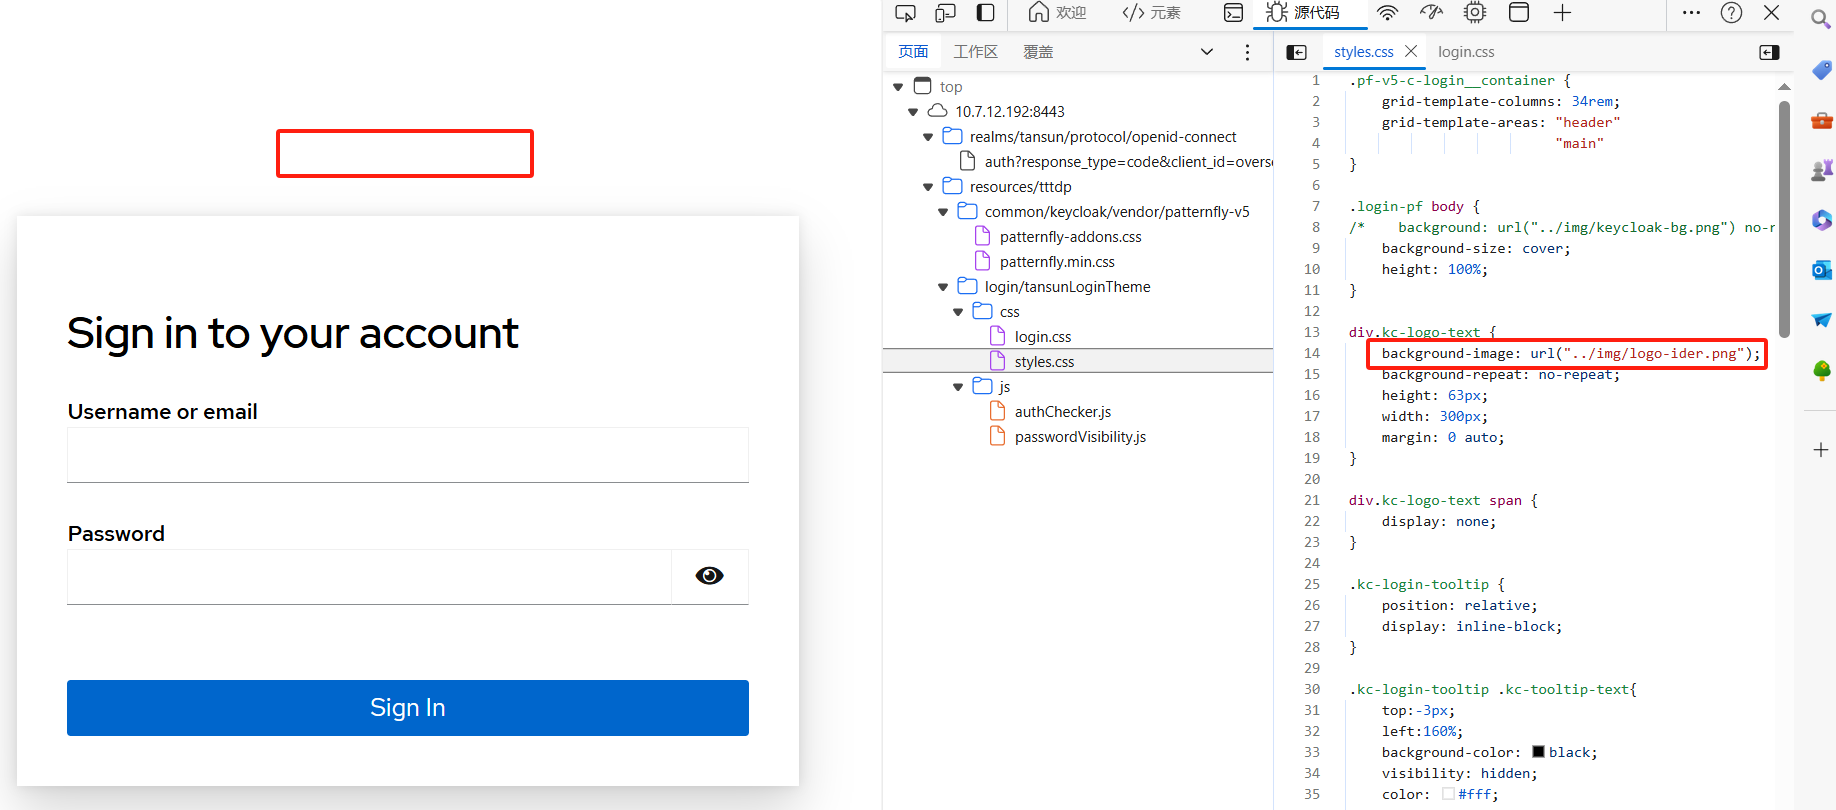 欢迎
元素
源代码
页面
工作区
覆盖
styles.css
login.css
top
10.7.12.192:8443
realms/tansun/protocol/openid-connect
auth?response_type=code&client_id=overs
resources/tttdp
common/keycloak/vendor/patternfly-v5
patternfly-addons.css
patternfly.min.css
login/tansunLoginTheme
css
login.css
styles.css
js
authChecker.js
passwordVisibility.js
Sign in to your account
Username or email
Password
Sign In
1 .pf-v5-c-login__container {
2 grid-template-columns: 34rem;
3 grid-template-areas: "header"
4 "main"
5 }
6
7 .login-pf body {
8 /* background: url("../img/keycloak-bg.png") no-r
9 background-size: cover;
10 height: 100%;
11 }
12
13 div.kc-logo-text {
14 background-image: url("../img/logo-ider.png");
15 background-repeat: no-repeat;
16 height: 63px;
17 width: 300px;
18 margin: 0 auto;
19 }
20
21 div.kc-logo-text span {
22 display: none;
23 }
24
25 .kc-login-tooltip {
26 position: relative;
27 display: inline-block;
28 }
29
30 .kc-login-tooltip .kc-tooltip-text{
31 top:-3px;
32 left:160%;
33 background-color: black;
34 visibility: hidden;
35 color: #fff;